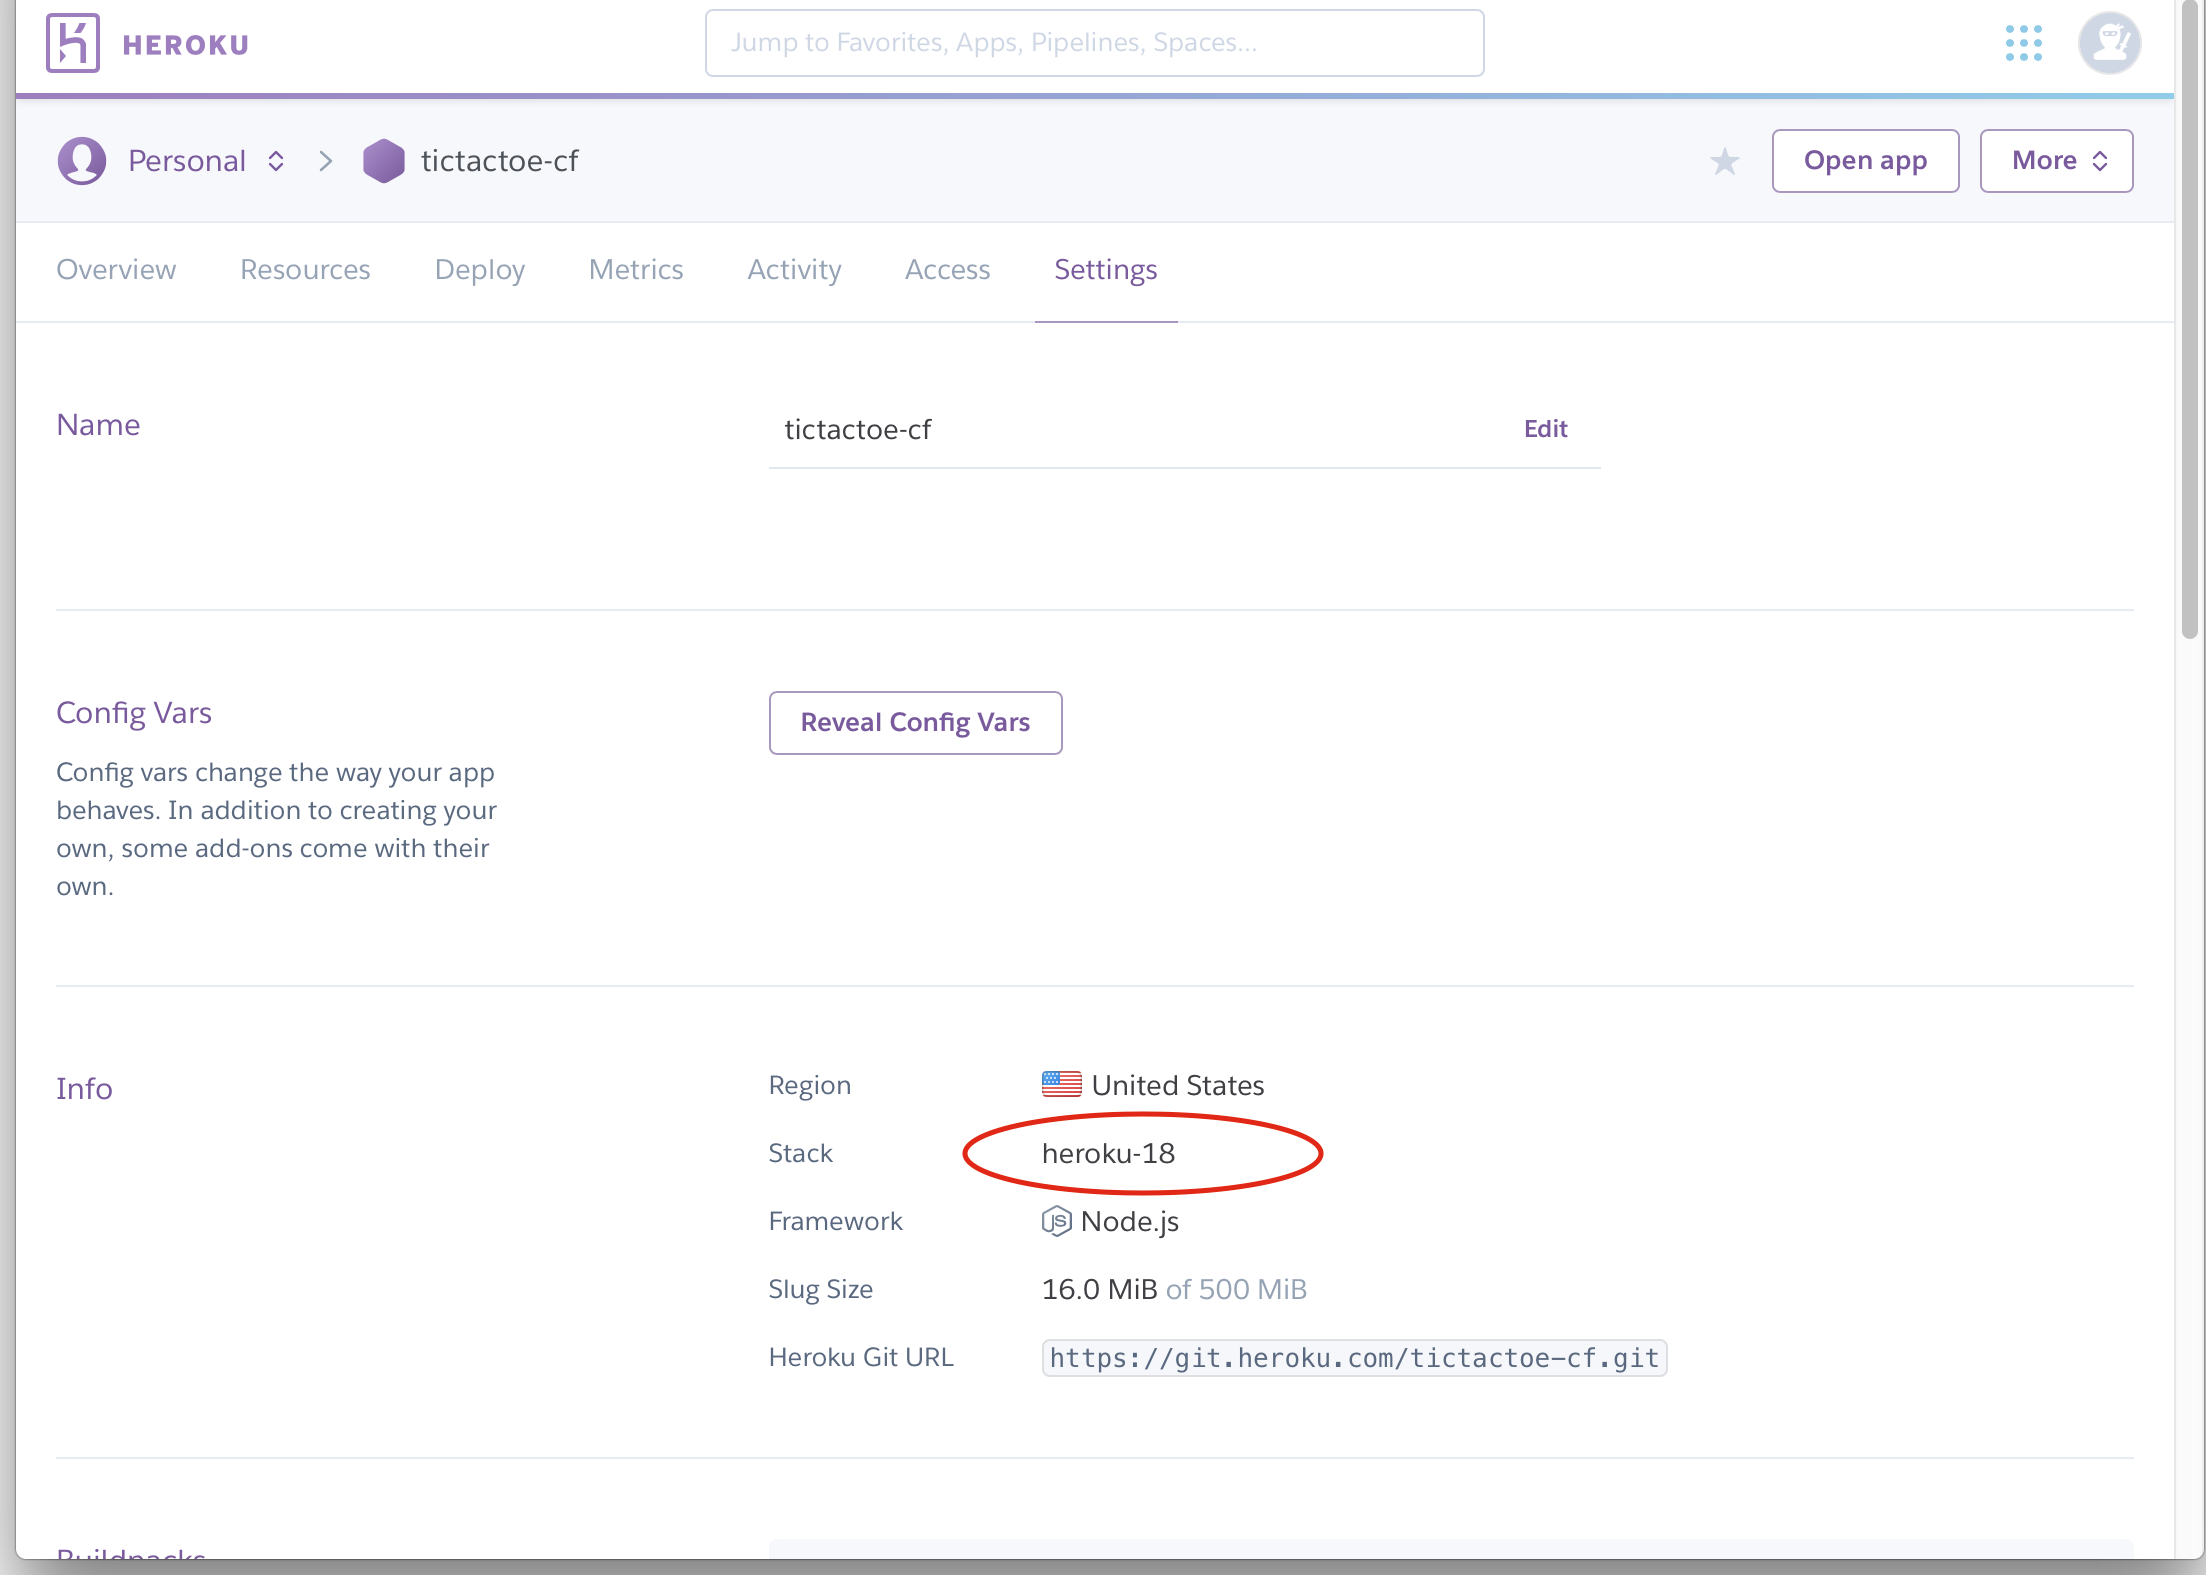 HEROKU
Jump to Favorites, Apps, Pipelines, Spaces...
Personal tictactoe-cf Open app More
Overview Resources Deploy Metrics Activity Access Settings
Name tictactoe-cf Edit
Config Vars Reveal Config Vars
Config vars change the way your app
behaves. In addition to creating your
own, some add-ons come with their
own.
Info
Region United States
Stack heroku-18
Framework JS Node.js
Slug Size 16.0 MiB of 500 MiB
Heroku Git URL https://git.heroku.com/tictactoe-cf.git
Buildpacks